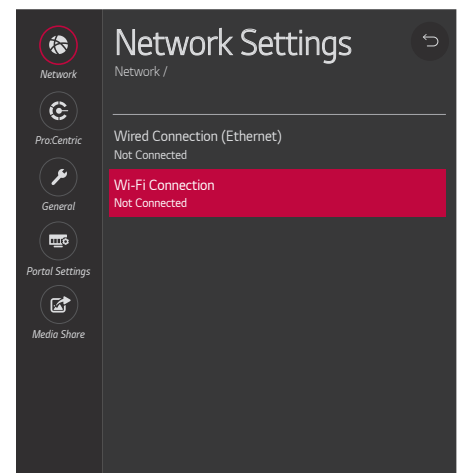 Network Settings
Network /
Network
Pro:Centric
General
Portal Settings
Media Share
Wired Connection (Ethernet)
Not Connected
Wi-Fi Connection
Not Connected